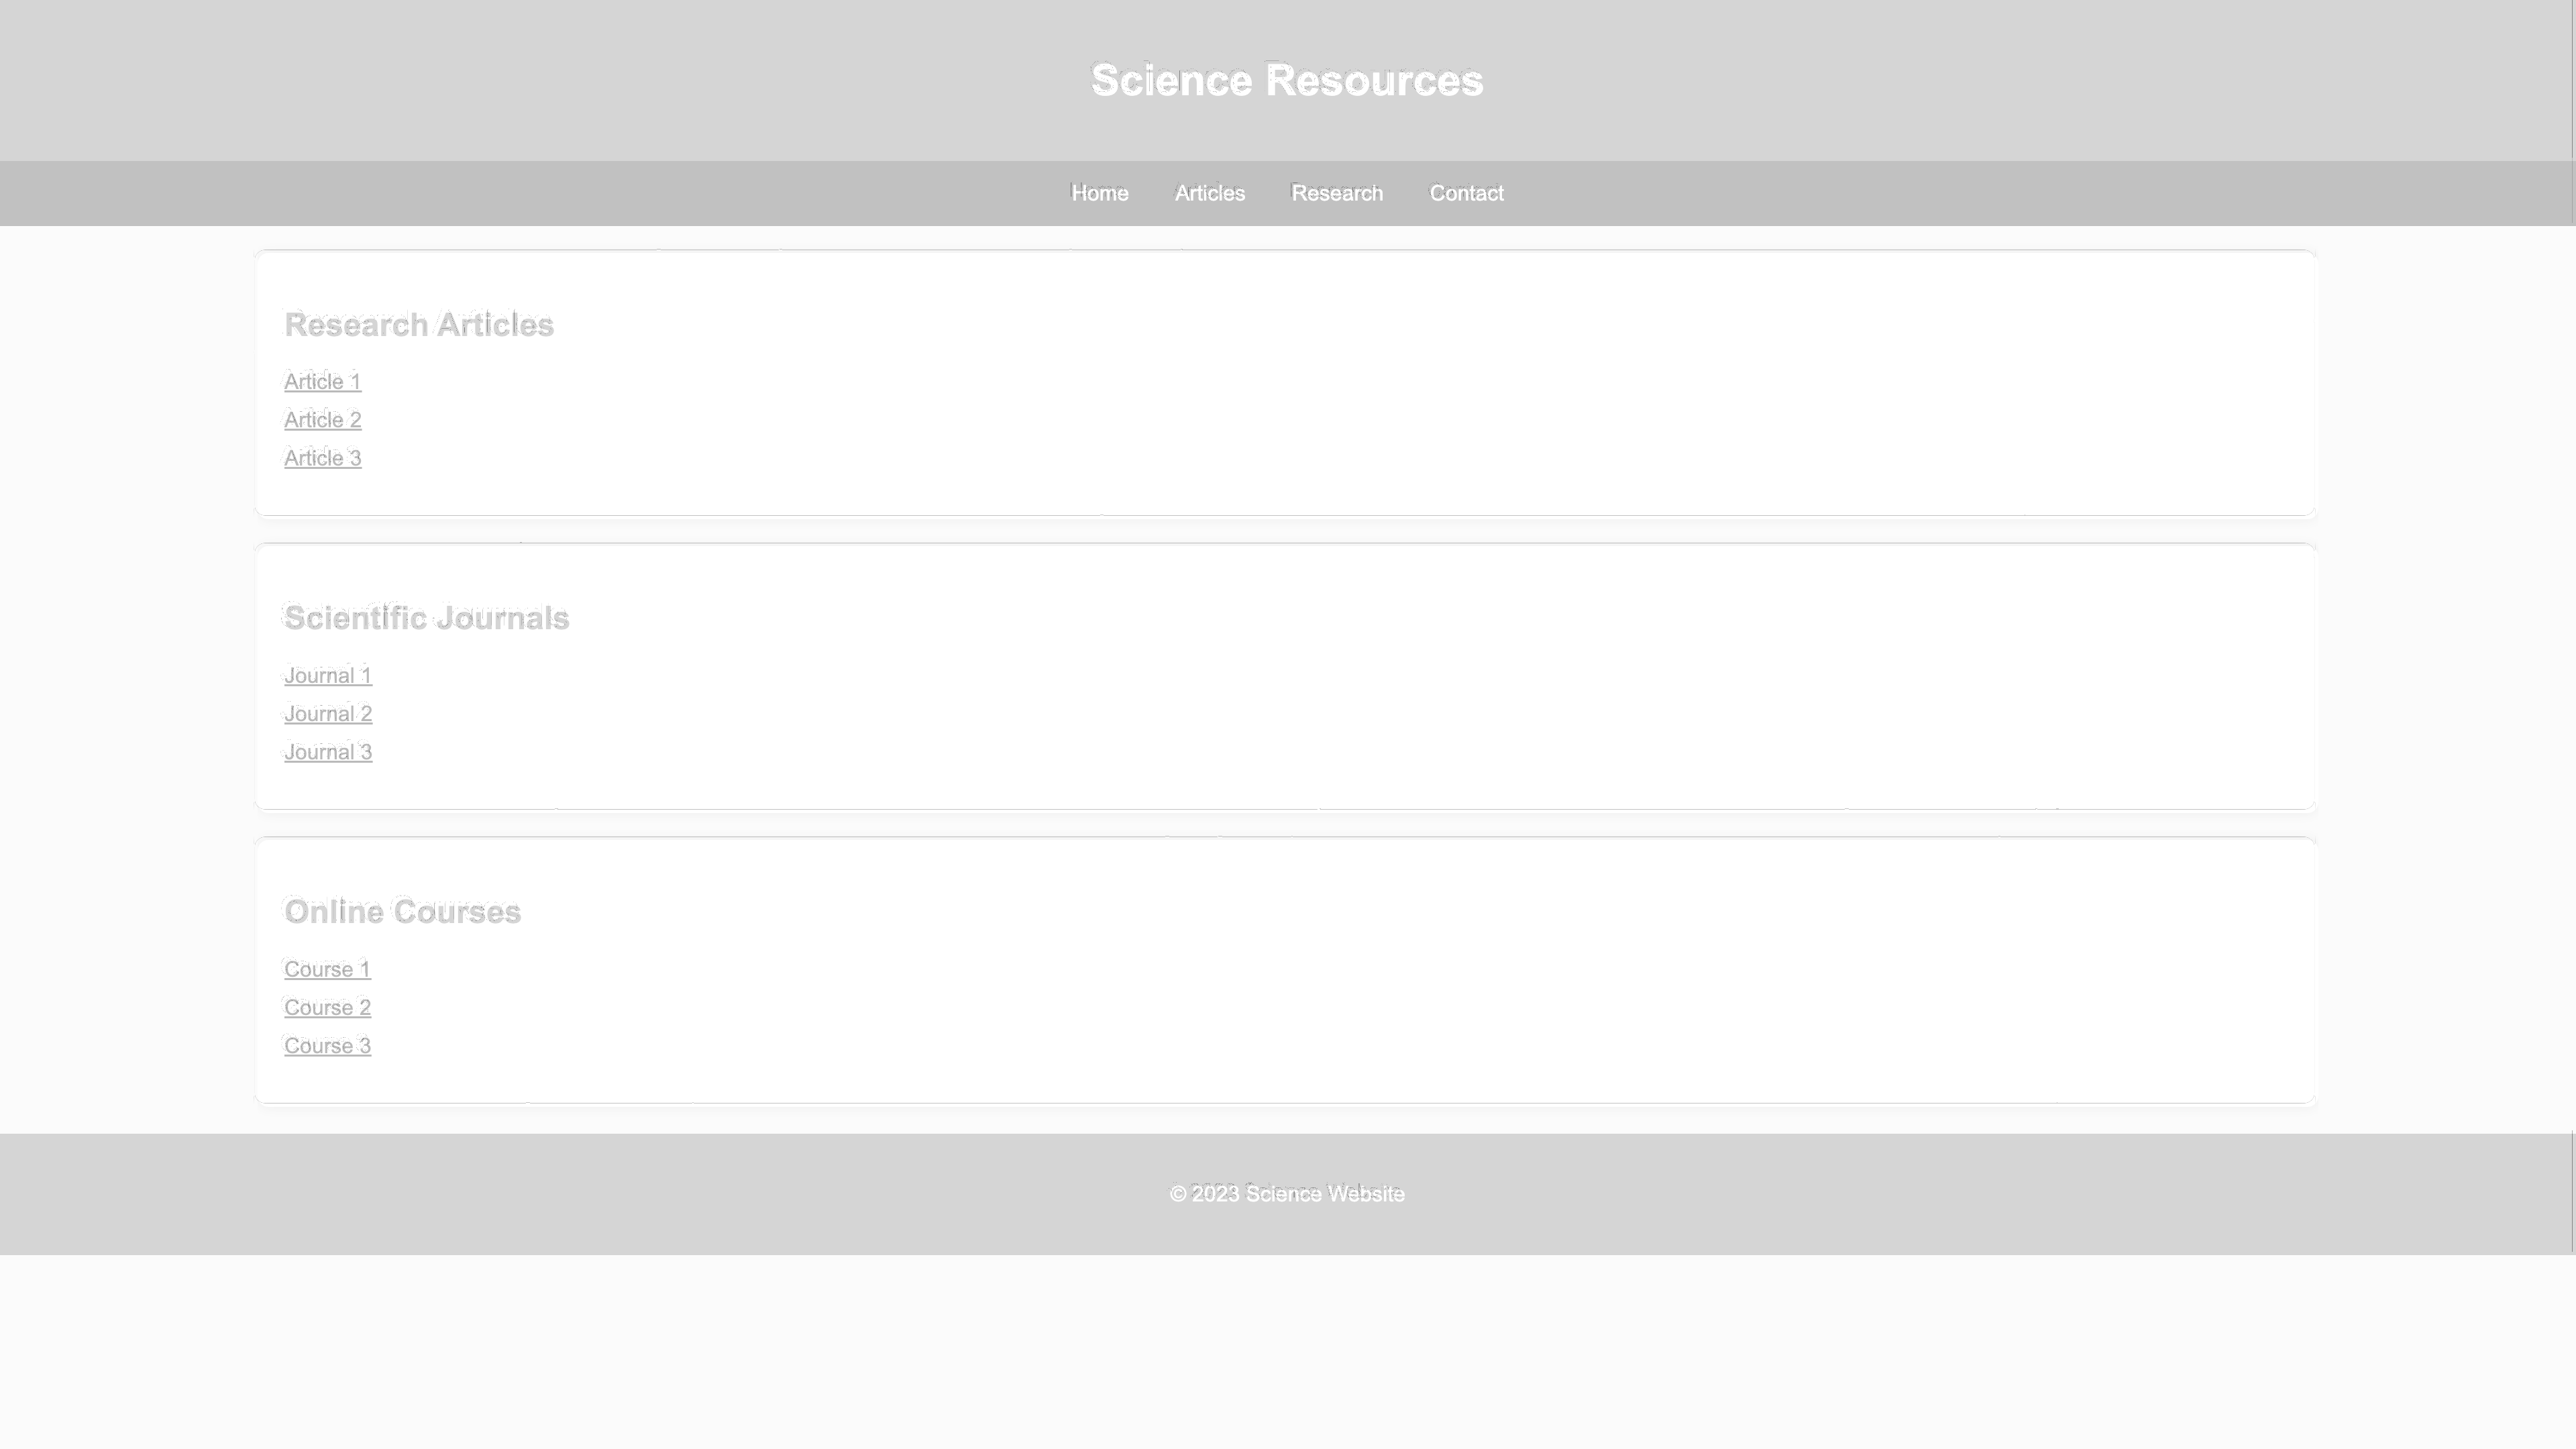 Science Resources
Home Articles Research Contact
Research Articles
Article 1
Article 2
Article 3
Scientific Journals
Journal 1
Journal 2
Journal 3
Online Courses
Course 1
Course 2
Course 3
© 2023 Science Website